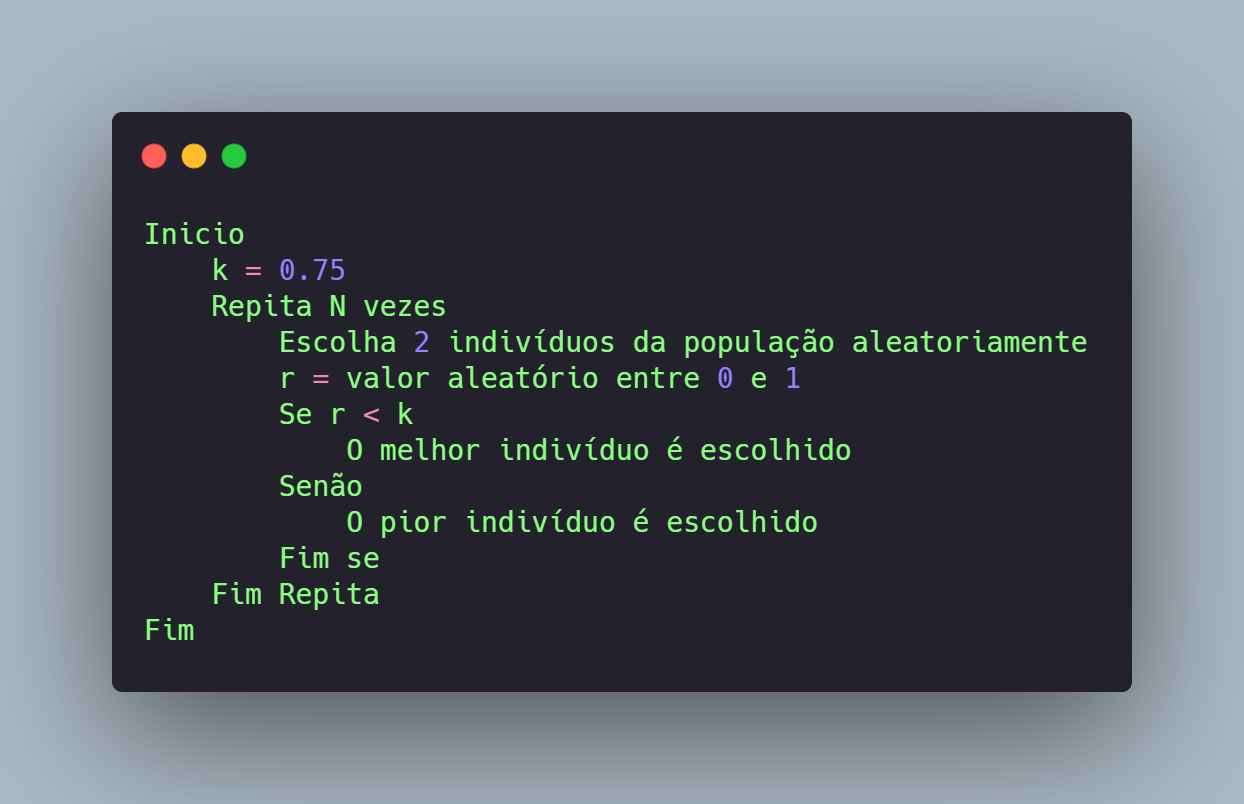 Inicio
    k = 0.75
    Repita N vezes
        Escolha 2 indivíduos da população aleatoriamente
        r = valor aleatório entre 0 e 1
        Se r < k
            O melhor indivíduo é escolhido
        Senão
            O pior indivíduo é escolhido
        Fim se
    Fim Repita
Fim